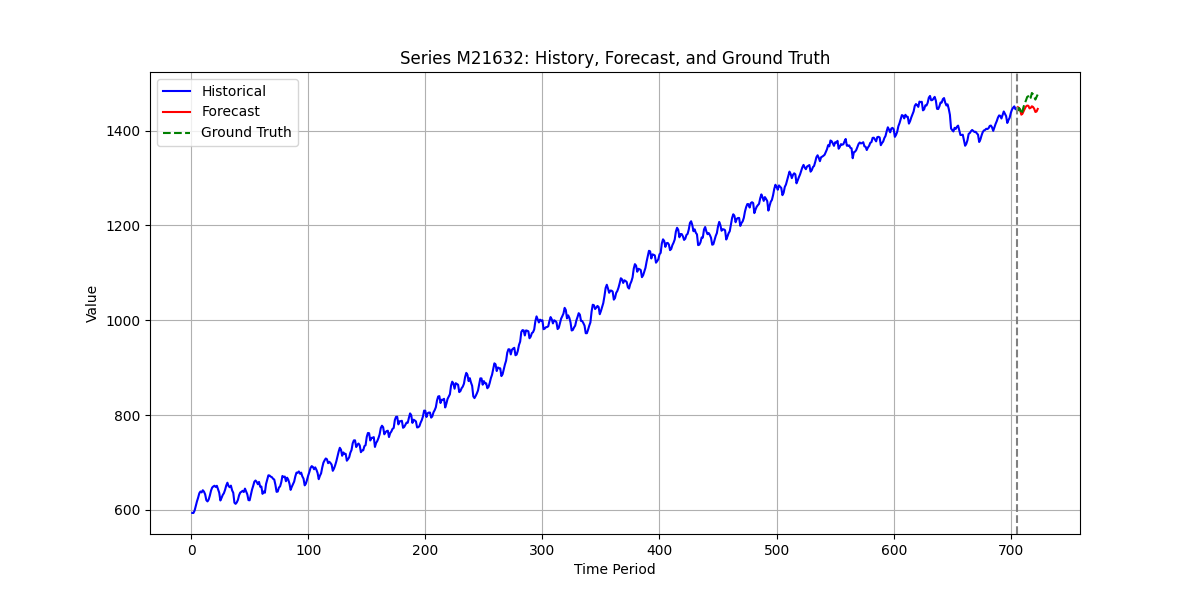 Series M21632: History, Forecast, and Ground Truth
Historical
Forecast
Ground Truth
1400
1200
1000
800
600
Value
0 100 200 300 400 500 600 700
Time Period